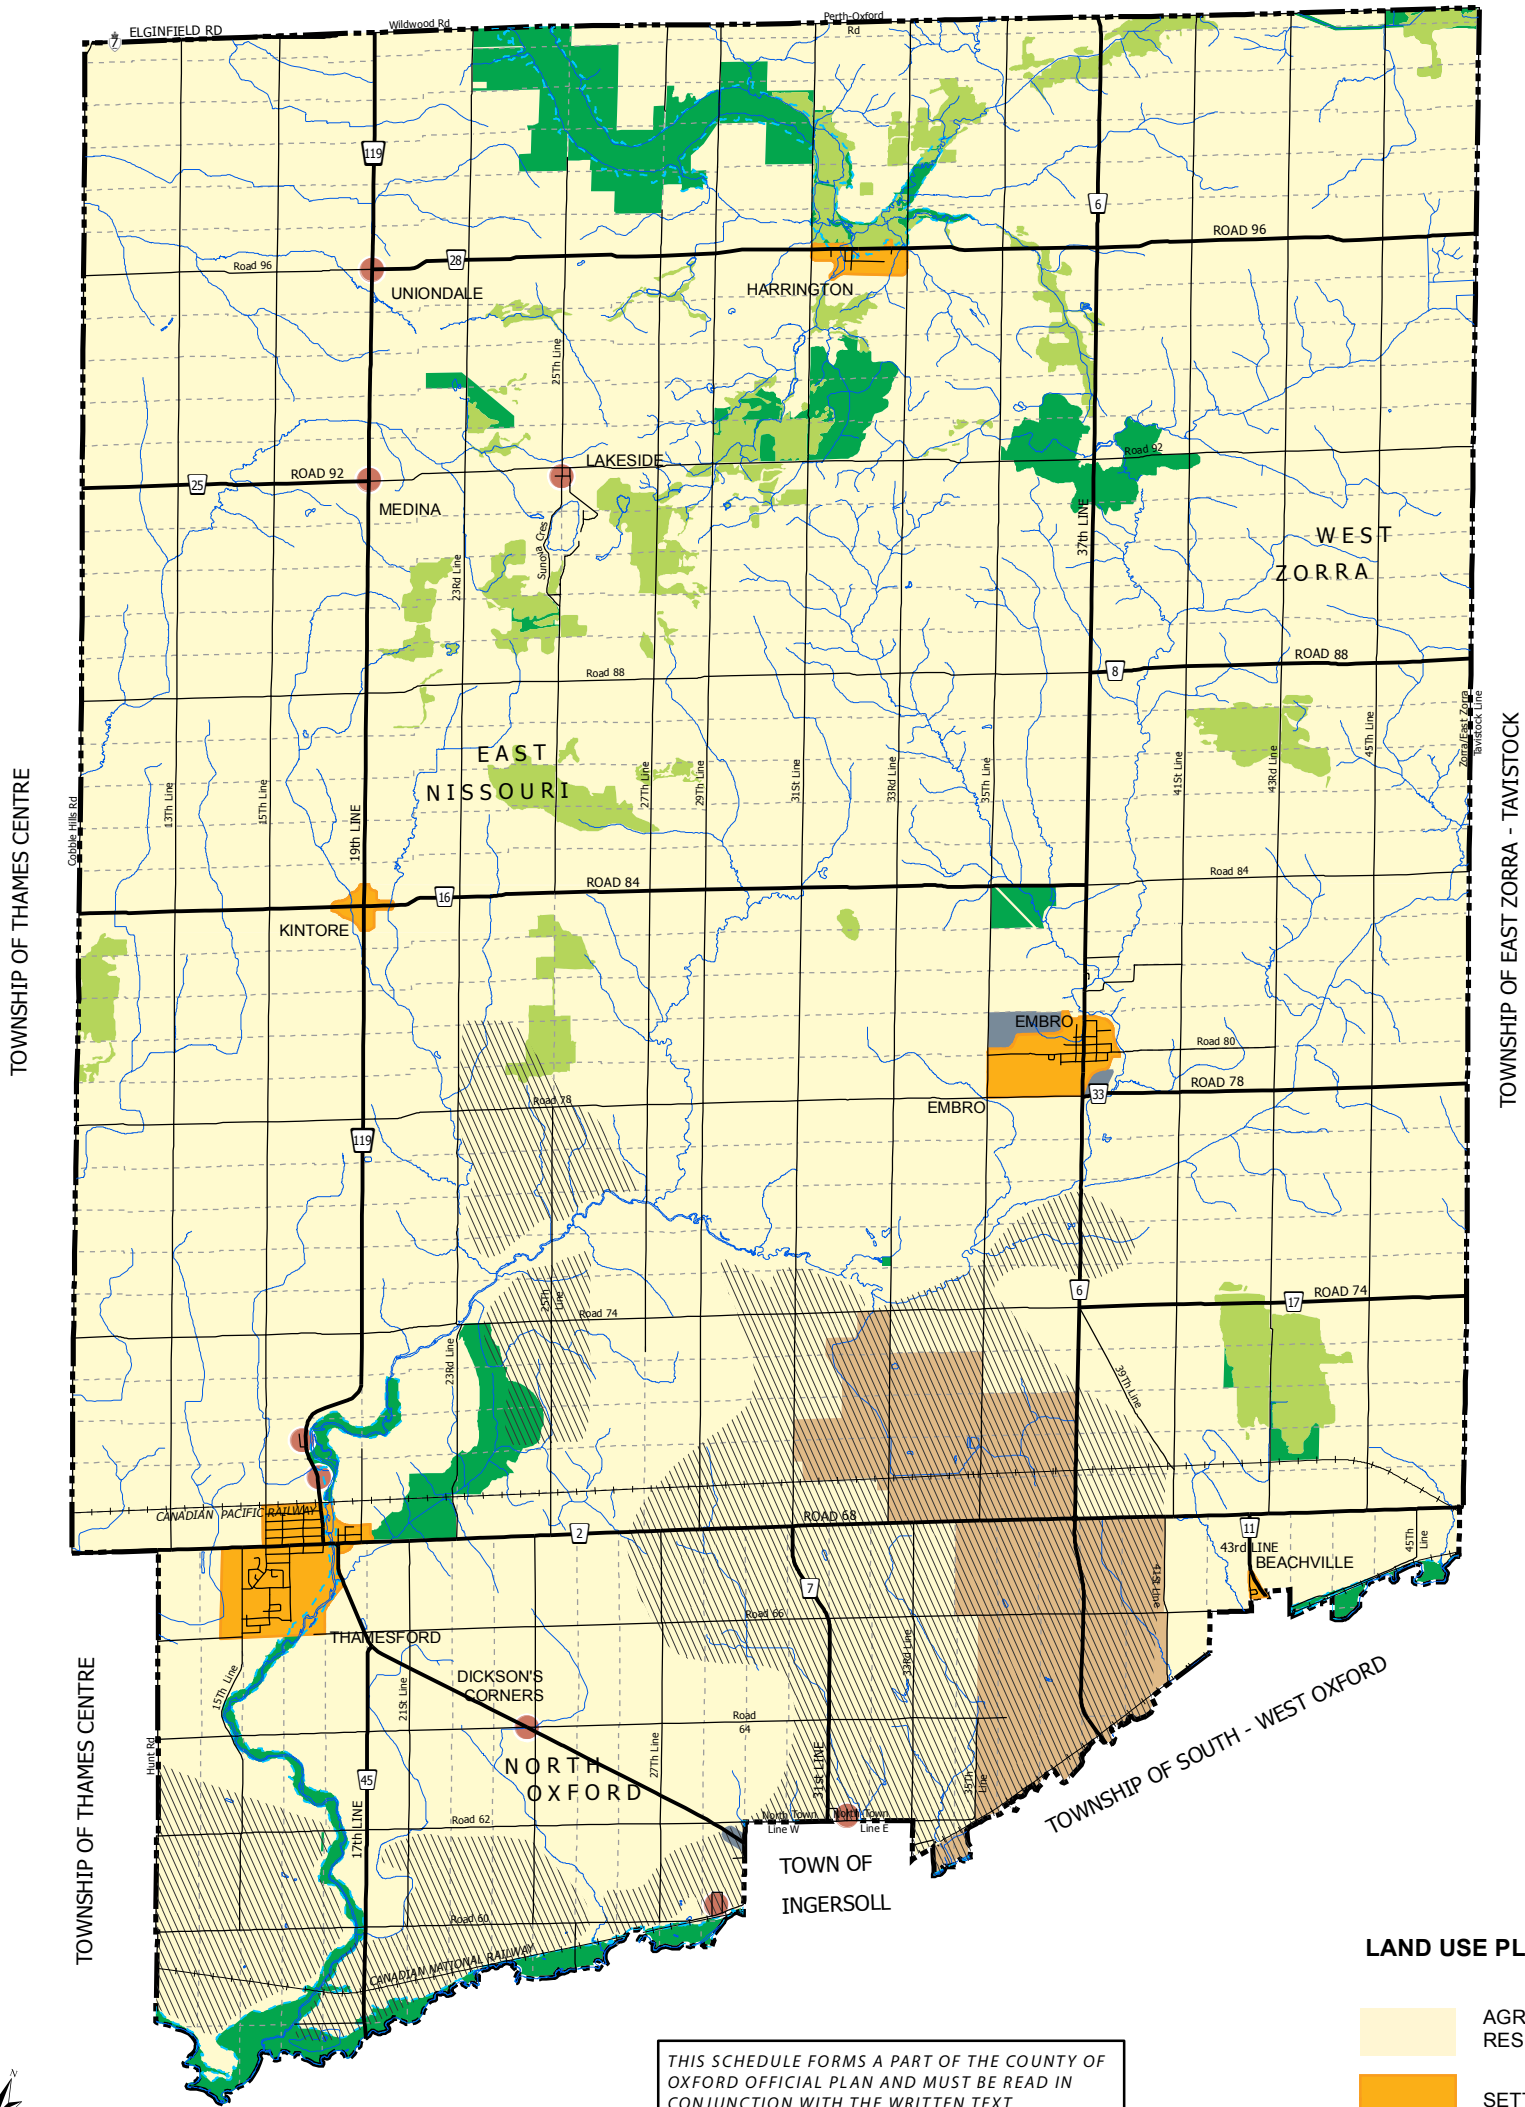 Wildwood Rd
Perth-Oxford
Rd
7
ELGINFIELD RD
119
6
ROAD 96
Road 96
28
UNIONDALE
HARRINGTON
25Th Line
LAKESIDE
Road 92
25
ROAD 92
MEDINA
37th LINE
WEST
ZORRA
Sunova Cres
23Rd Line
Road 88
8
ROAD 88
Zorra/East Zorra
Tavistock Line
TOWNSHIP OF EAST ZORRA - TAVISTOCK
TOWNSHIP OF THAMES CENTRE
Cobble Hills Rd
EAST
NISSOURI
13Th Line
15Th Line
19th LINE
27Th Line
29Th Line
31St Line
33Rd Line
35Th Line
41St Line
43Rd Line
45Th Line
16
ROAD 84
Road 84
KINTORE
EMBRO
Road 80
ROAD 78
33
EMBRO
Road 78
119
6
17
ROAD 74
25Th
Line
Road 74
23Rd Line
39Th Line
CANADIAN PACIFIC RAILWAY
2
ROAD 68
11
43rd LINE
BEACHVILLE
45Th
Line
41St Line
7
Road 66
33Rd Line
THAMESFORD
15Th Line
21St Line
DICKSON'S
CORNERS
Road
64
27Th Line
31st LINE
35Th
Line
NORTH
OXFORD
TOWNSHIP OF THAMES CENTRE
Hunt Rd
45
17th LINE
Road 62
North Town
Line W
North Town
Line E
TOWNSHIP OF SOUTH - WEST OXFORD
TOWN OF
INGERSOLL
Road 60
CANADIAN NATIONAL RAILWAY
LAND USE PL
AGR
RES
SETT
N
THIS SCHEDULE FORMS A PART OF THE COUNTY OF
OXFORD OFFICIAL PLAN AND MUST BE READ IN
CONJUNCTION WITH THE WRITTEN TEXT